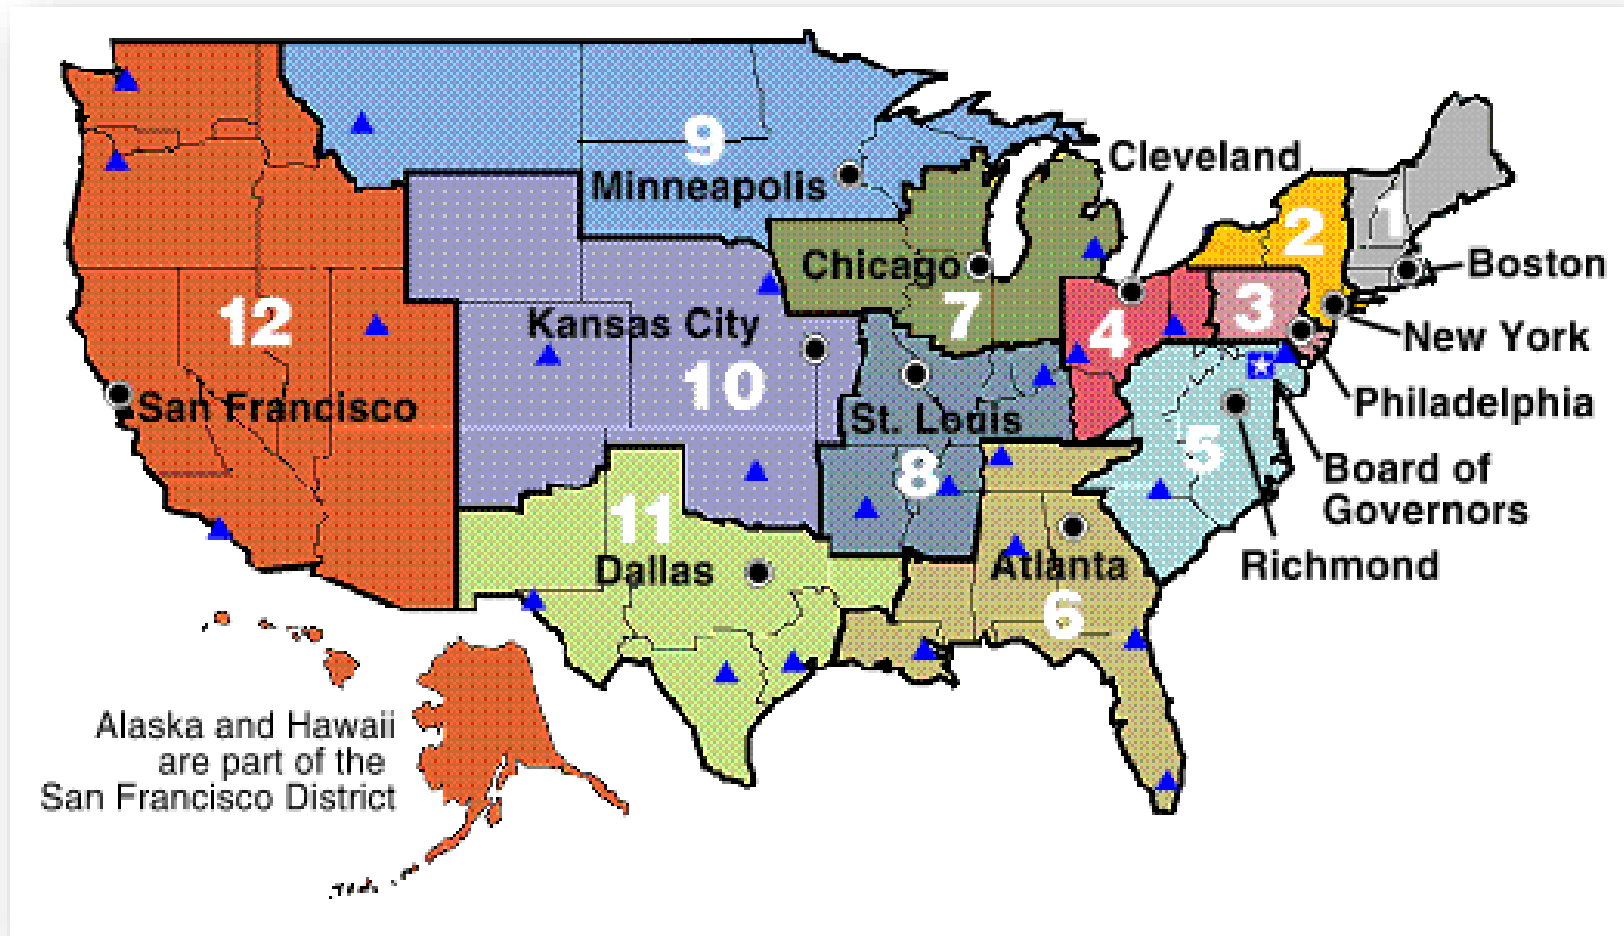 9
Minneapolis
Cleveland
2
1
Boston
Chicago
7
12
Kansas City
10
4
3
New York
San Francisco
St. Louis
Philadelphia
5
8
Board of
Governors
11
Dallas
Atlanta
Richmond
6
Alaska and Hawaii
are part of the
San Francisco District